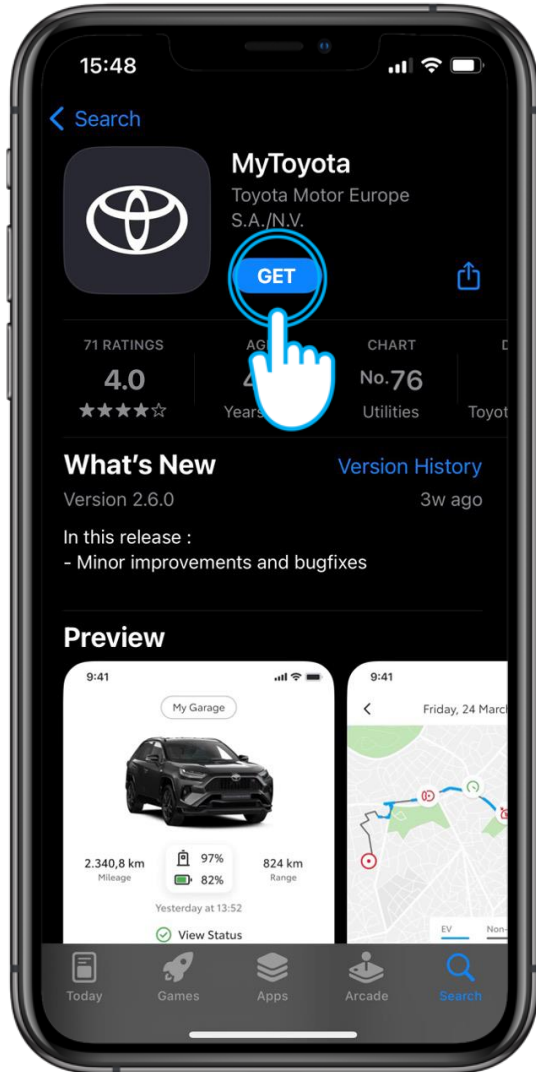 15:48
Search
MyToyota
Toyota Motor Europe
S.A./N.V.
GET
71 RATINGS
CHART
4.0
No.76
Years
Utilities
Toyot
What's New
Version History
Version 2.6.0
3w ago
In this release :
- Minor improvements and bugfixes
Preview
9:41
9:41
My Garage
Friday, 24 March
2.340,8 km
97%
824 km
Mileage
82%
Range
Yesterday at 13:52
View Status
EV
Non-
Today
Games
Apps
Arcade
Search